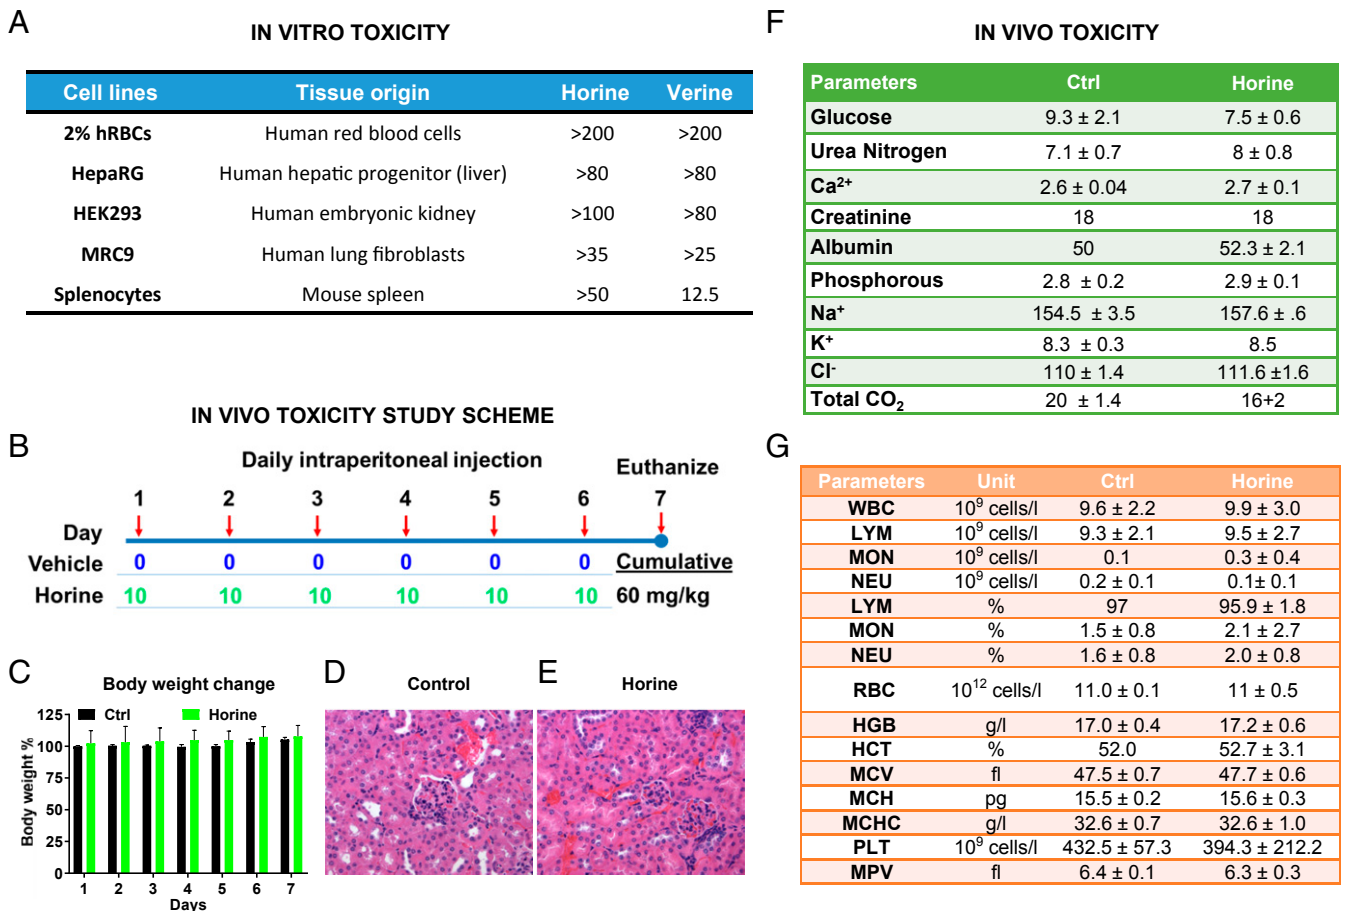 A
IN VITRO TOXICITY
Cell lines Tissue origin Horine Verine
2% hRBCs Human red blood cells >200 >200
HepaRG Human hepatic progenitor (liver) >80 >80
HEK293 Human embryonic kidney >100 >80
MRC9 Human lung fibroblasts >35 >25
Splenocytes Mouse spleen >50 12.5
IN VIVO TOXICITY STUDY SCHEME
B
Daily intraperitoneal injection Euthanize
1 2 3 4 5 6 7
Day
Vehicle 0 0 0 0 0 0 Cumulative
Horine 10 10 10 10 10 10 60 mg/kg
C
Body weight change
Ctrl Horine
Body weight %
125
100
75
50
25
0
1 2 3 4 5 6 7
Days
D
Control
E
Horine
F
IN VIVO TOXICITY
Parameters Ctrl Horine
Glucose 9.3 ± 2.1 7.5 ± 0.6
Urea Nitrogen 7.1 ± 0.7 8 ± 0.8
Ca²⁺ 2.6 ± 0.04 2.7 ± 0.1
Creatinine 18 18
Albumin 50 52.3 ± 2.1
Phosphorous 2.8 ± 0.2 2.9 ± 0.1
Na⁺ 154.5 ± 3.5 157.6 ± .6
K⁺ 8.3 ± 0.3 8.5
Cl⁻ 110 ± 1.4 111.6 ±1.6
Total CO₂ 20 ± 1.4 16+2
G
Parameters Unit Ctrl Horine
WBC 10⁹ cells/l 9.6 ± 2.2 9.9 ± 3.0
LYM 10⁹ cells/l 9.3 ± 2.1 9.5 ± 2.7
MON 10⁹ cells/l 0.1 0.3 ± 0.4
NEU 10⁹ cells/l 0.2 ± 0.1 0.1± 0.1
LYM % 97 95.9 ± 1.8
MON % 1.5 ± 0.8 2.1 ± 2.7
NEU % 1.6 ± 0.8 2.0 ± 0.8
RBC 10¹² cells/l 11.0 ± 0.1 11 ± 0.5
HGB g/l 17.0 ± 0.4 17.2 ± 0.6
HCT % 52.0 52.7 ± 3.1
MCV fl 47.5 ± 0.7 47.7 ± 0.6
MCH pg 15.5 ± 0.2 15.6 ± 0.3
MCHC g/l 32.6 ± 0.7 32.6 ± 1.0
PLT 10⁹ cells/l 432.5 ± 57.3 394.3 ± 212.2
MPV fl 6.4 ± 0.1 6.3 ± 0.3